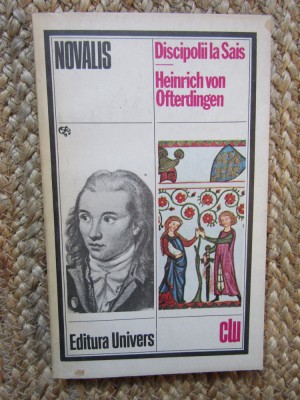 NOVALIS
Discipolii la Sais
Heinrich von
Ofterdingen
Editura Univers
clu